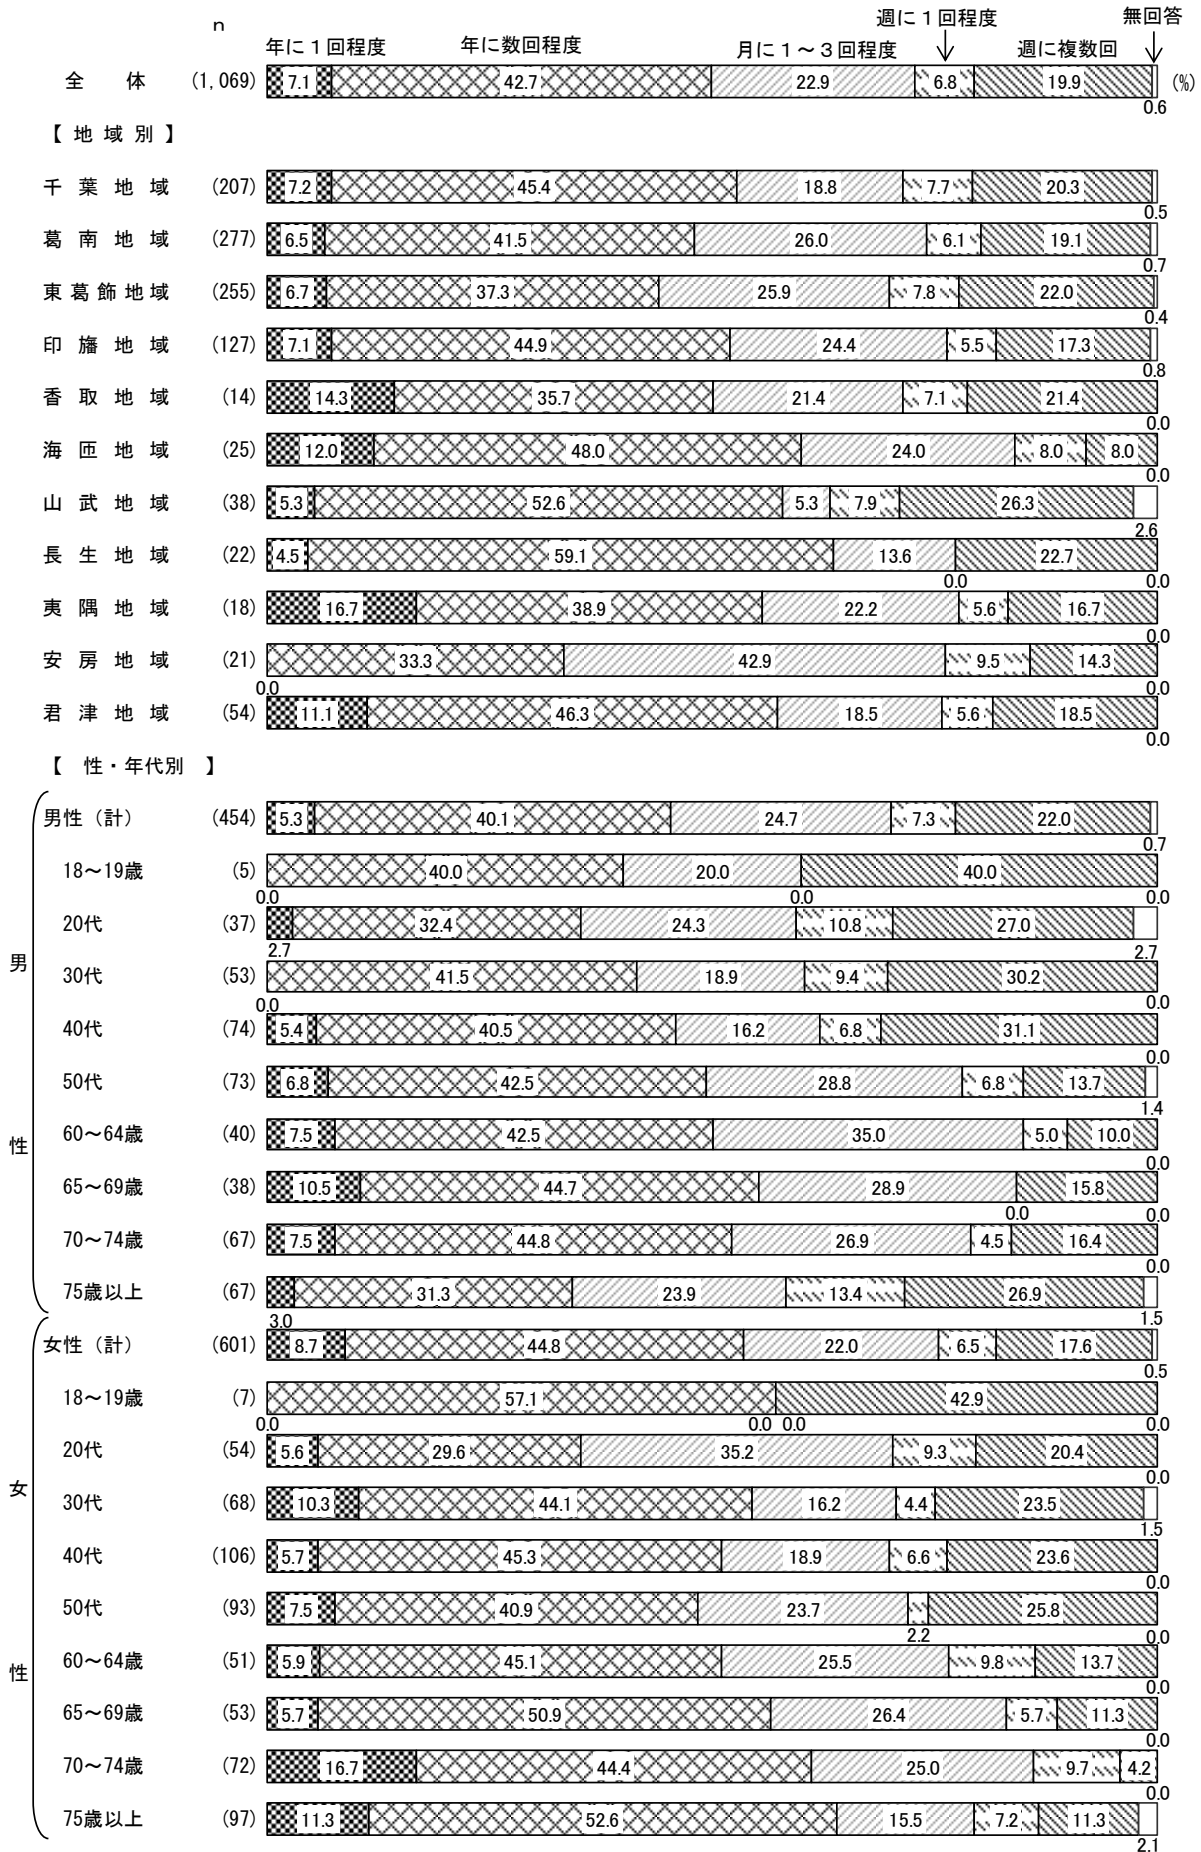 ｎ
年に１回程度 年に数回程度 月に１～３回程度 週に１回程度 週に複数回 無回答
全体 (1,069) 7.1 42.7 22.9 6.8 19.9 0.6 (%)
【 地 域 別 】
千葉地域 (207) 7.2 45.4 18.8 7.7 20.3 0.5
葛南地域 (277) 6.5 41.5 26.0 6.1 19.1 0.7
東葛飾地域 (255) 6.7 37.3 25.9 7.8 22.0 0.4
印旛地域 (127) 7.1 44.9 24.4 5.5 17.3 0.8
香取地域 (14) 14.3 35.7 21.4 7.1 21.4 0.0
海匝地域 (25) 12.0 48.0 24.0 8.0 8.0 0.0
山武地域 (38) 5.3 52.6 5.3 7.9 26.3 2.6
長生地域 (22) 4.5 59.1 13.6 0.0 22.7 0.0
夷隅地域 (18) 16.7 38.9 22.2 5.6 16.7 0.0
安房地域 (21) 0.0 33.3 42.9 9.5 14.3 0.0
君津地域 (54) 11.1 46.3 18.5 5.6 18.5 0.0
【 性・年代別 】
男性
男性（計） (454) 5.3 40.1 24.7 7.3 22.0 0.7
18～19歳 (5) 0.0 40.0 20.0 0.0 40.0 0.0
20代 (37) 2.7 32.4 24.3 10.8 27.0 2.7
30代 (53) 0.0 41.5 18.9 9.4 30.2 0.0
40代 (74) 5.4 40.5 16.2 6.8 31.1 0.0
50代 (73) 6.8 42.5 28.8 6.8 13.7 1.4
60～64歳 (40) 7.5 42.5 35.0 5.0 10.0 0.0
65～69歳 (38) 10.5 44.7 28.9 0.0 15.8 0.0
70～74歳 (67) 7.5 44.8 26.9 4.5 16.4 0.0
75歳以上 (67) 3.0 31.3 23.9 13.4 26.9 1.5
女性
女性（計） (601) 8.7 44.8 22.0 6.5 17.6 0.5
18～19歳 (7) 0.0 57.1 0.0 0.0 42.9 0.0
20代 (54) 5.6 29.6 35.2 9.3 20.4 0.0
30代 (68) 10.3 44.1 16.2 4.4 23.5 1.5
40代 (106) 5.7 45.3 18.9 6.6 23.6 0.0
50代 (93) 7.5 40.9 23.7 2.2 25.8 0.0
60～64歳 (51) 5.9 45.1 25.5 9.8 13.7 0.0
65～69歳 (53) 5.7 50.9 26.4 5.7 11.3 0.0
70～74歳 (72) 16.7 44.4 25.0 9.7 4.2 0.0
75歳以上 (97) 11.3 52.6 15.5 7.2 11.3 2.1